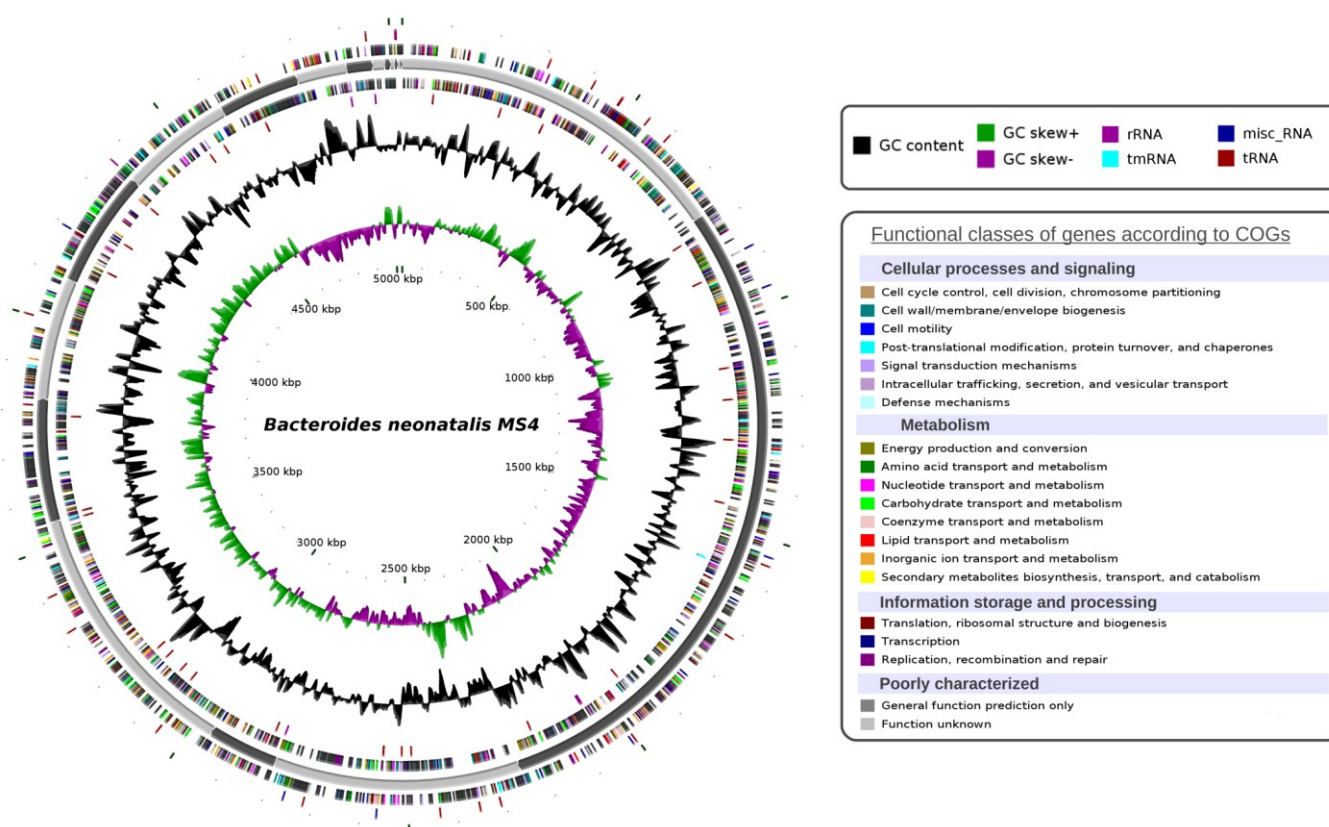 5000 kbp
4500 kbp
500 kbp
4000 kbp
1000 kbp
Bacteroides neonatalis MS4
3500 kbp
1500 kbp
3000 kbp
2000 kbp
2500 kbp
GC content
GC skew+
GC skew-
rRNA
tmRNA
misc_RNA
tRNA
Functional classes of genes according to COGs
Cellular processes and signaling
Cell cycle control, cell division, chromosome partitioning
Cell wall/membrane/envelope biogenesis
Cell motility
Post-translational modification, protein turnover, and chaperones
Signal transduction mechanisms
Intracellular trafficking, secretion, and vesicular transport
Defense mechanisms
Metabolism
Energy production and conversion
Amino acid transport and metabolism
Nucleotide transport and metabolism
Carbohydrate transport and metabolism
Coenzyme transport and metabolism
Lipid transport and metabolism
Inorganic ion transport and metabolism
Secondary metabolites biosynthesis, transport, and catabolism
Information storage and processing
Translation, ribosomal structure and biogenesis
Transcription
Replication, recombination and repair
Poorly characterized
General function prediction only
Function unknown